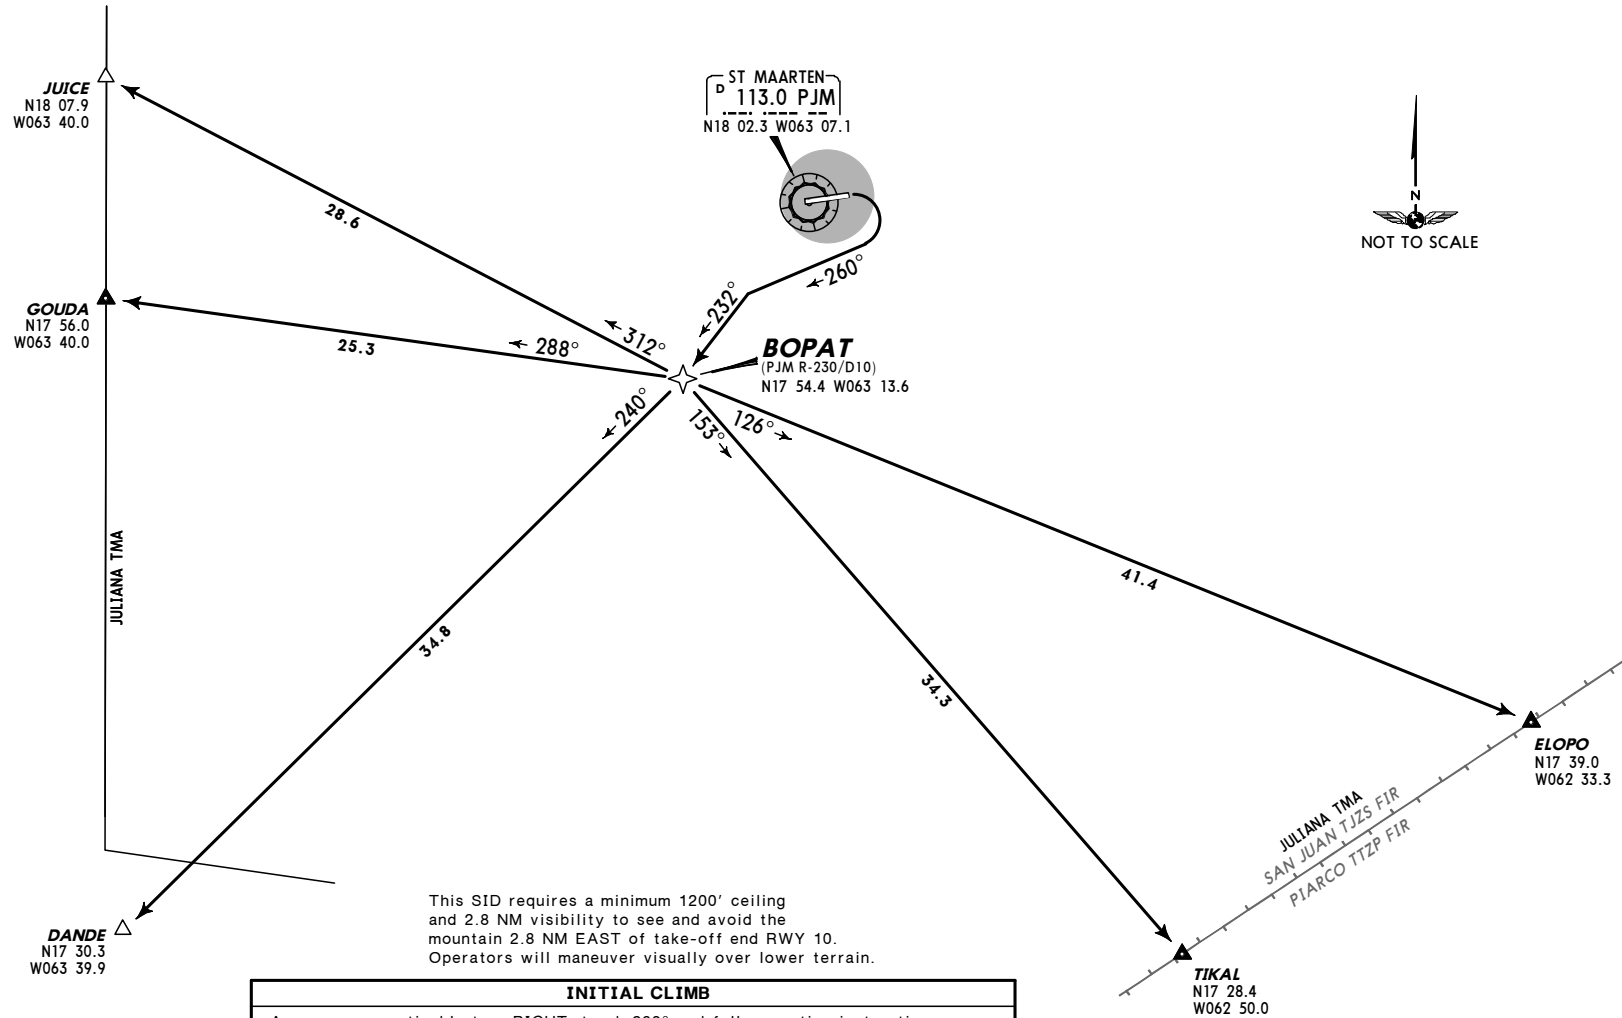 JUICE
N18 07.9
W063 40.0
ST MAARTEN
D 113.0 PJM
N18 02.3 W063 07.1
N
NOT TO SCALE
28.6
260°
232°
GOUDA
N17 56.0
W063 40.0
25.3
288°
312°
BOPAT
(PJM R-230/D10)
N17 54.4 W063 13.6
240°
153°
126°
JULIANA TMA
34.8
34.3
41.4
ELOPO
N17 39.0
W062 33.3
JULIANA TMA
SAN JUAN TJZS FIR
PIARCO TTZP FIR
DANDE
N17 30.3
W063 39.9
This SID requires a minimum 1200' ceiling
and 2.8 NM visibility to see and avoid the
mountain 2.8 NM EAST of take-off end RWY 10.
Operators will maneuver visually over lower terrain.
TIKAL
N17 28.4
W062 50.0
INITIAL CLIMB